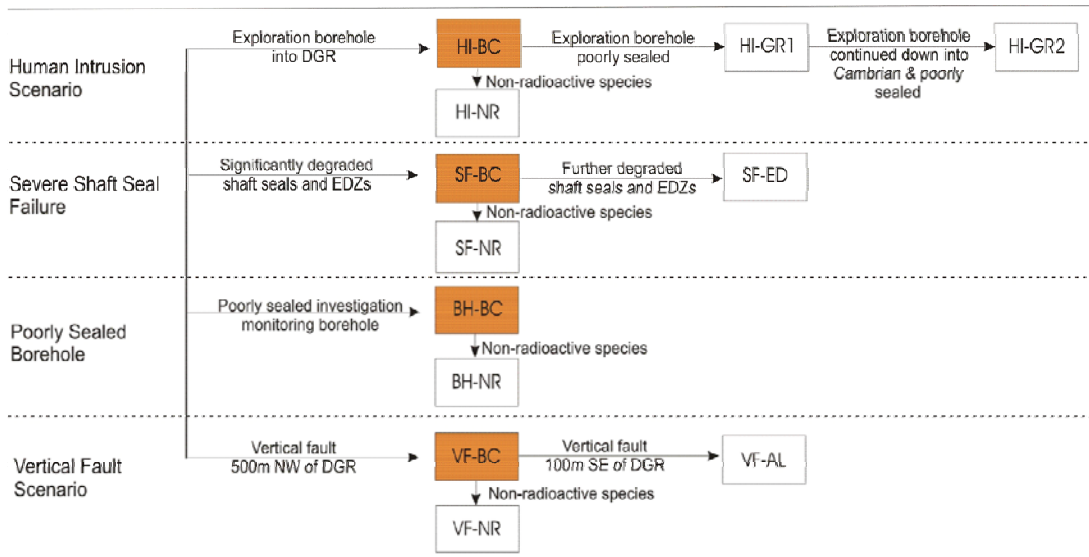 Human Intrusion
Scenario
Exploration borehole
into DGR
HI-BC
Exploration borehole
poorly sealed
HI-GR1
Exploration borehole
continued down into
Cambrian & poorly
sealed
HI-GR2
Non-radioactive species
HI-NR
Severe Shaft Seal
Failure
Significantly degraded
shaft seals and EDZs
SF-BC
Further degraded
shaft seals and EDZs
SF-ED
Non-radioactive species
SF-NR
Poorly Sealed
Borehole
Poorly sealed investigation
monitoring borehole
BH-BC
Non-radioactive species
BH-NR
Vertical Fault
Scenario
Vertical fault
500m NW of DGR
VF-BC
Vertical fault
100m SE of DGR
VF-AL
Non-radioactive species
VF-NR